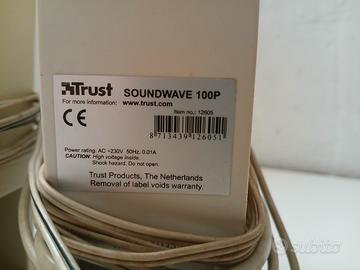 Trust
SOUNDWAVE 100P
For more information: www.trust.com
Item no.: 12605
CE
8 713439 126051
Power rating: AC ~230V 50Hz, 0.01A
CAUTION: High voltage inside.
Shock hazard. Do not open.
Trust Products, The Netherlands
Removal of label voids warranty.
subito